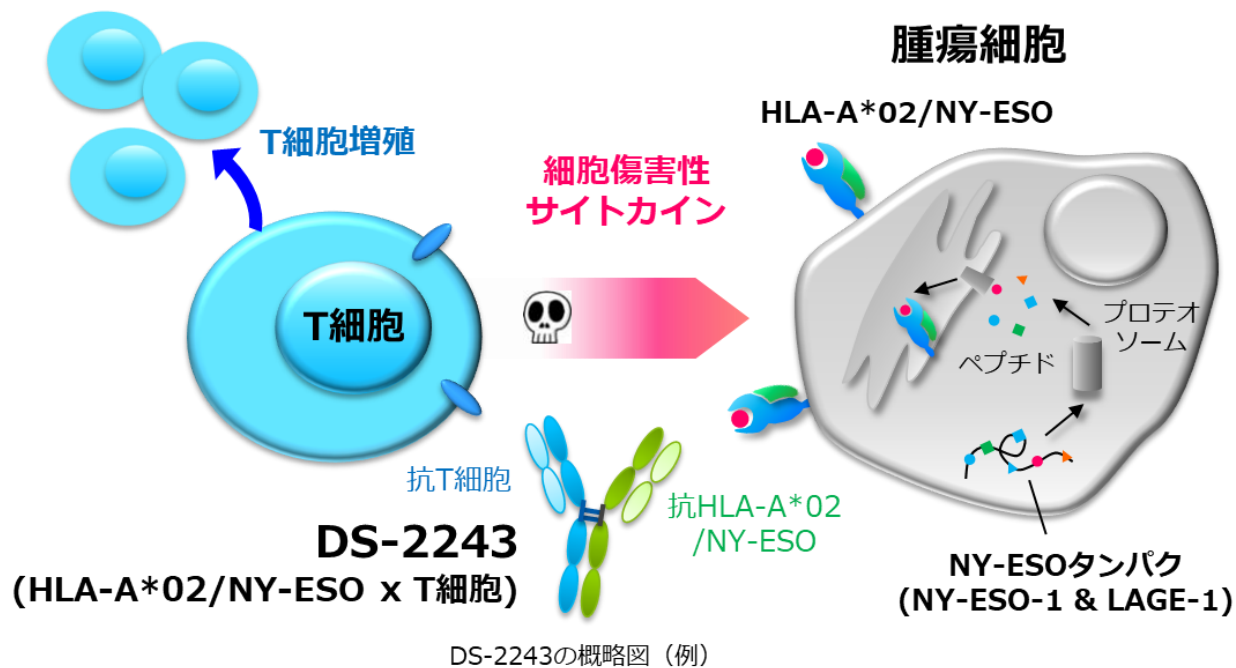 腫瘍細胞
HLA-A*02/NY-ESO
T細胞増殖
細胞傷害性
サイトカイン
T細胞
プロテオ
ソーム
ペプチド
抗T細胞
抗HLA-A*02
/NY-ESO
DS-2243
(HLA-A*02/NY-ESO x T細胞)
NY-ESOタンパク
(NY-ESO-1 & LAGE-1)
DS-2243の概略図（例）